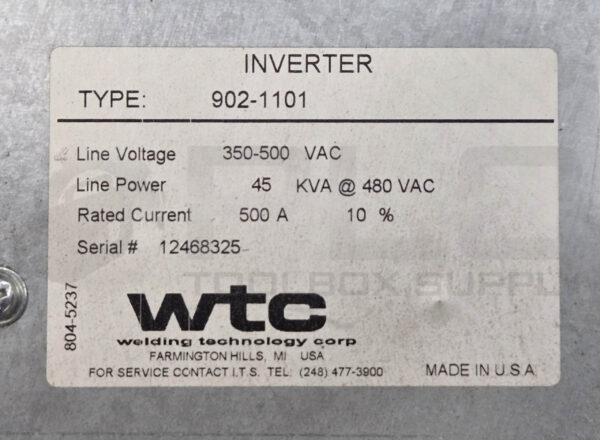 INVERTER
TYPE: 902-1101
Line Voltage 350-500 VAC
Line Power 45 KVA @ 480 VAC
Rated Current 500 A 10 %
Serial # 12468325
TOOLBOX SUPPLY
804-5237
wtc
welding technology corp
FARMINGTON HILLS, MI USA
FOR SERVICE CONTACT I.T.S. TEL: (248) 477-3900
MADE IN U.S.A